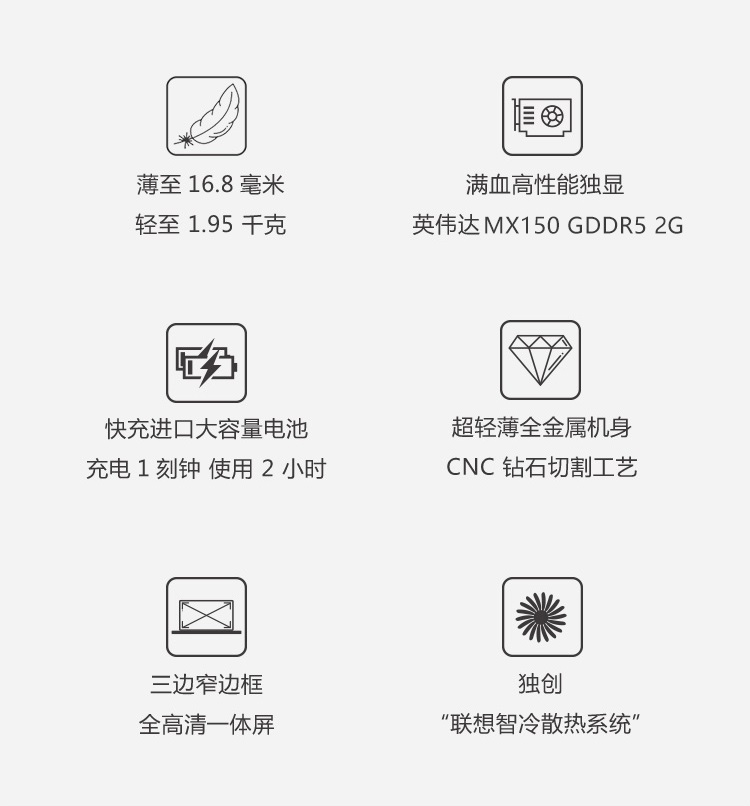 薄至 16.8 毫米
轻至 1.95 千克
满血高性能独显
英伟达MX150 GDDR5 2G
快充进口大容量电池
充电 1 刻钟 使用 2 小时
超轻薄全金属机身
CNC 钻石切割工艺
三边窄边框
全高清一体屏
独创
“联想智冷散热系统”